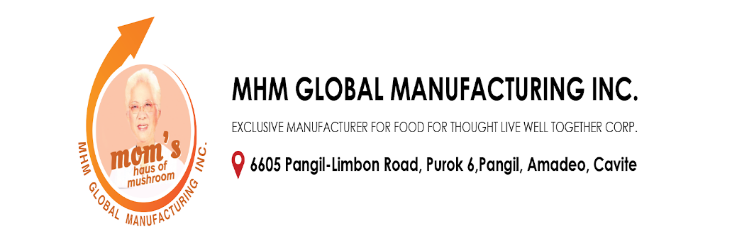 mom's
haus of
mushroom
MHM GLOBAL MANUFACTURING INC.
MHM GLOBAL MANUFACTURING INC.
EXCLUSIVE MANUFACTURER FOR FOOD FOR THOUGHT LIVE WELL TOGETHER CORP.
6605 Pangil-Limbon Road, Purok 6,Pangil, Amadeo, Cavite